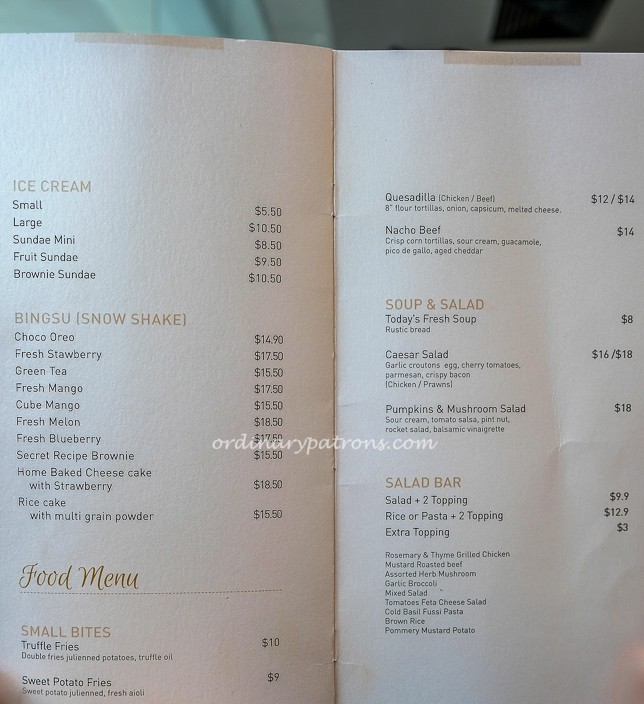 ICE CREAM
Small $5.50
Large $10.50
Sundae Mini $8.50
Fruit Sundae $9.50
Brownie Sundae $10.50
BINGSU (SNOW SHAKE)
Choco Oreo $14.90
Fresh Stawberry $17.50
Green Tea $15.50
Fresh Mango $17.50
Cube Mango $15.50
Fresh Melon $18.50
Fresh Blueberry $17.50
Secret Recipe Brownie $15.50
Home Baked Cheese cake
with Strawberry $18.50
Rice cake
with multi grain powder $15.50
Food Menu
SMALL BITES
Truffle Fries $10
Double fries julienned potatoes, truffle oil
Sweet Potato Fries $9
Sweet potato julienned, fresh aioli
Quesadilla (Chicken / Beef) $12 / $14
8" flour tortillas, onion, capsicum, melted cheese.
Nacho Beef $14
Crisp corn tortillas, sour cream, guacamole,
pico de gallo, aged cheddar
SOUP & SALAD
Today's Fresh Soup $8
Rustic bread
Caesar Salad $16 /$18
Garlic croutons egg, cherry tomatoes,
parmesan, crispy bacon
(Chicken / Prawns)
Pumpkins & Mushroom Salad $18
Sour cream, tomato salsa, pint nut,
rocket salad, balsamic vinaigrette
SALAD BAR
Salad + 2 Topping $9.9
Rice or Pasta + 2 Topping $12.9
Extra Topping $3
Rosemary & Thyme Grilled Chicken
Mustard Roasted beef
Assorted Herb Mushroom
Garlic Broccoli
Mixed Salad
Tomatoes Feta Cheese Salad
Cold Basil Fussi Pasta
Brown Rice
Pommery Mustard Potato
ordinarypatrons.com